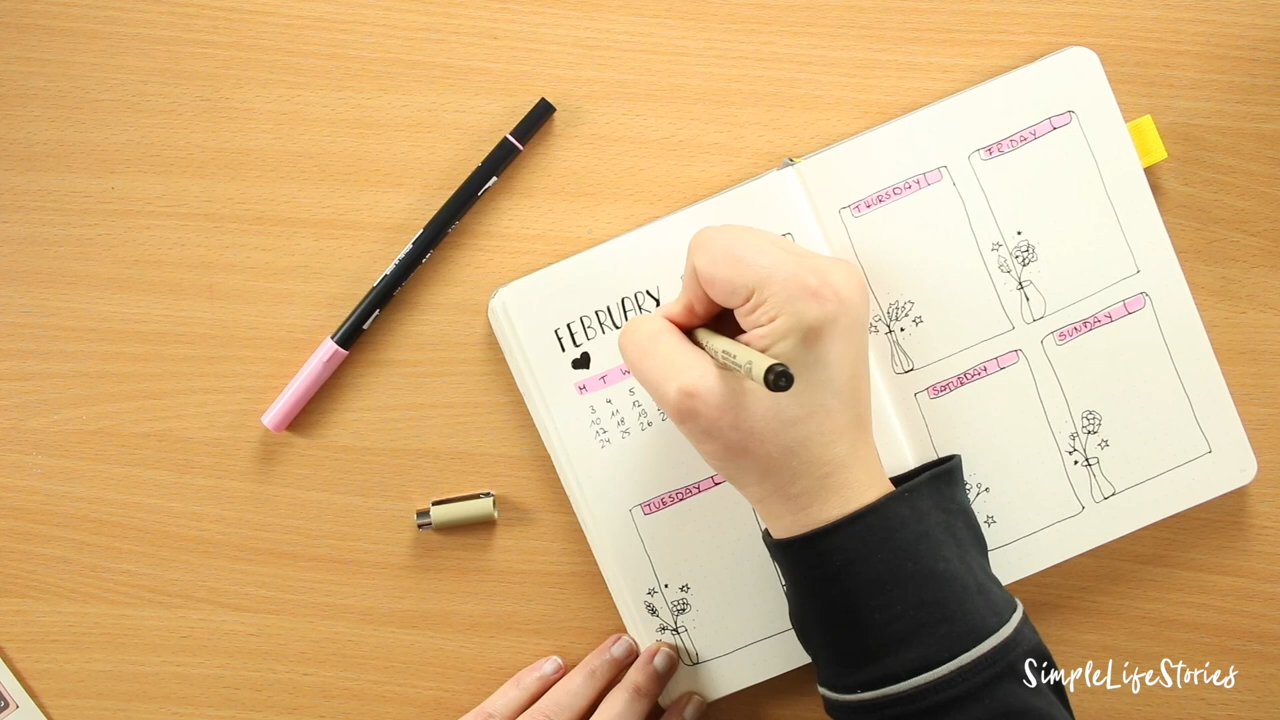 FEBRUARY
M T W
3 4 5
10 11 12
17 18 19
24 25 26
TUESDAY
THURSDAY
FRIDAY
SATURDAY
SUNDAY
SimpleLifeStories